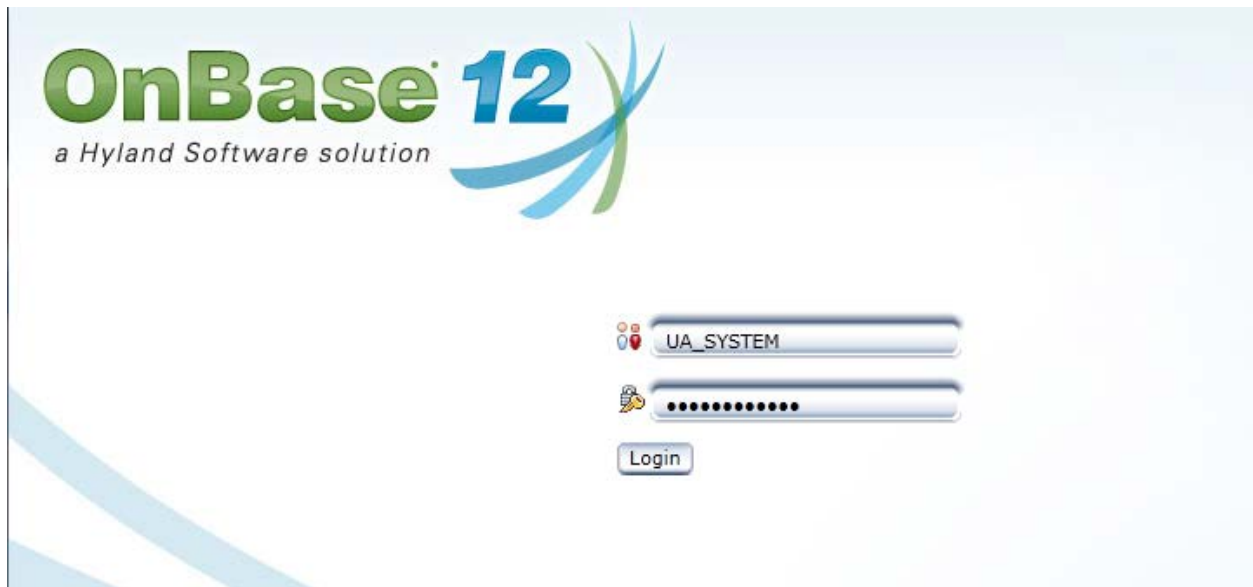 OnBase 12
a Hyland Software solution
UA_SYSTEM
••••••••••••
Login